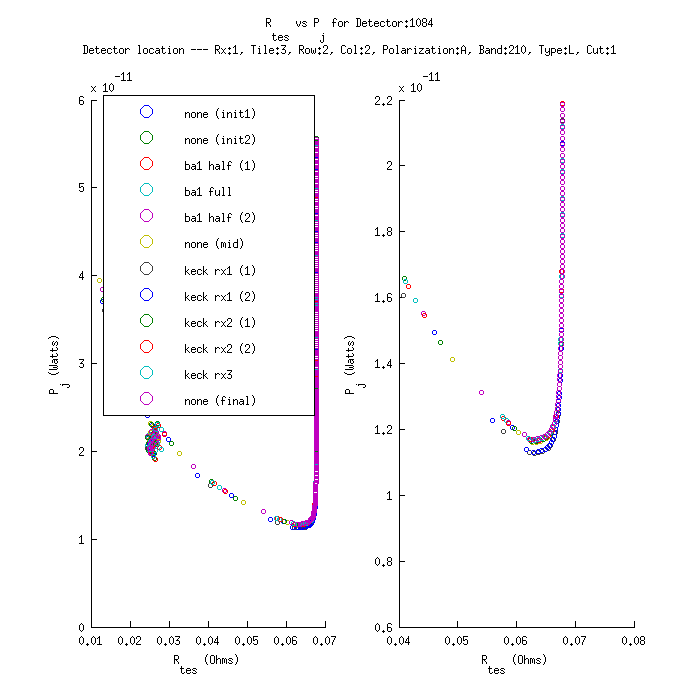 R    vs P  for Detector:1084
tes    j
Detector location --- Rx:1, Tile:3, Row:2, Col:2, Polarization:A, Band:210, Type:L, Cut:1
x 10^-11
6
5
4
3
2
1
0
0.01 0.02 0.03 0.04 0.05 0.06 0.07
P_j (Watts)
R_tes (Ohms)
none (init1)
none (init2)
ba1 half (1)
ba1 full
ba1 half (2)
none (mid)
keck rx1 (1)
keck rx1 (2)
keck rx2 (1)
keck rx2 (2)
keck rx3
none (final)
x 10^-11
2.2
2
1.8
1.6
1.4
1.2
1
0.8
0.6
0.04 0.05 0.06 0.07 0.08
P_j (Watts)
R_tes (Ohms)